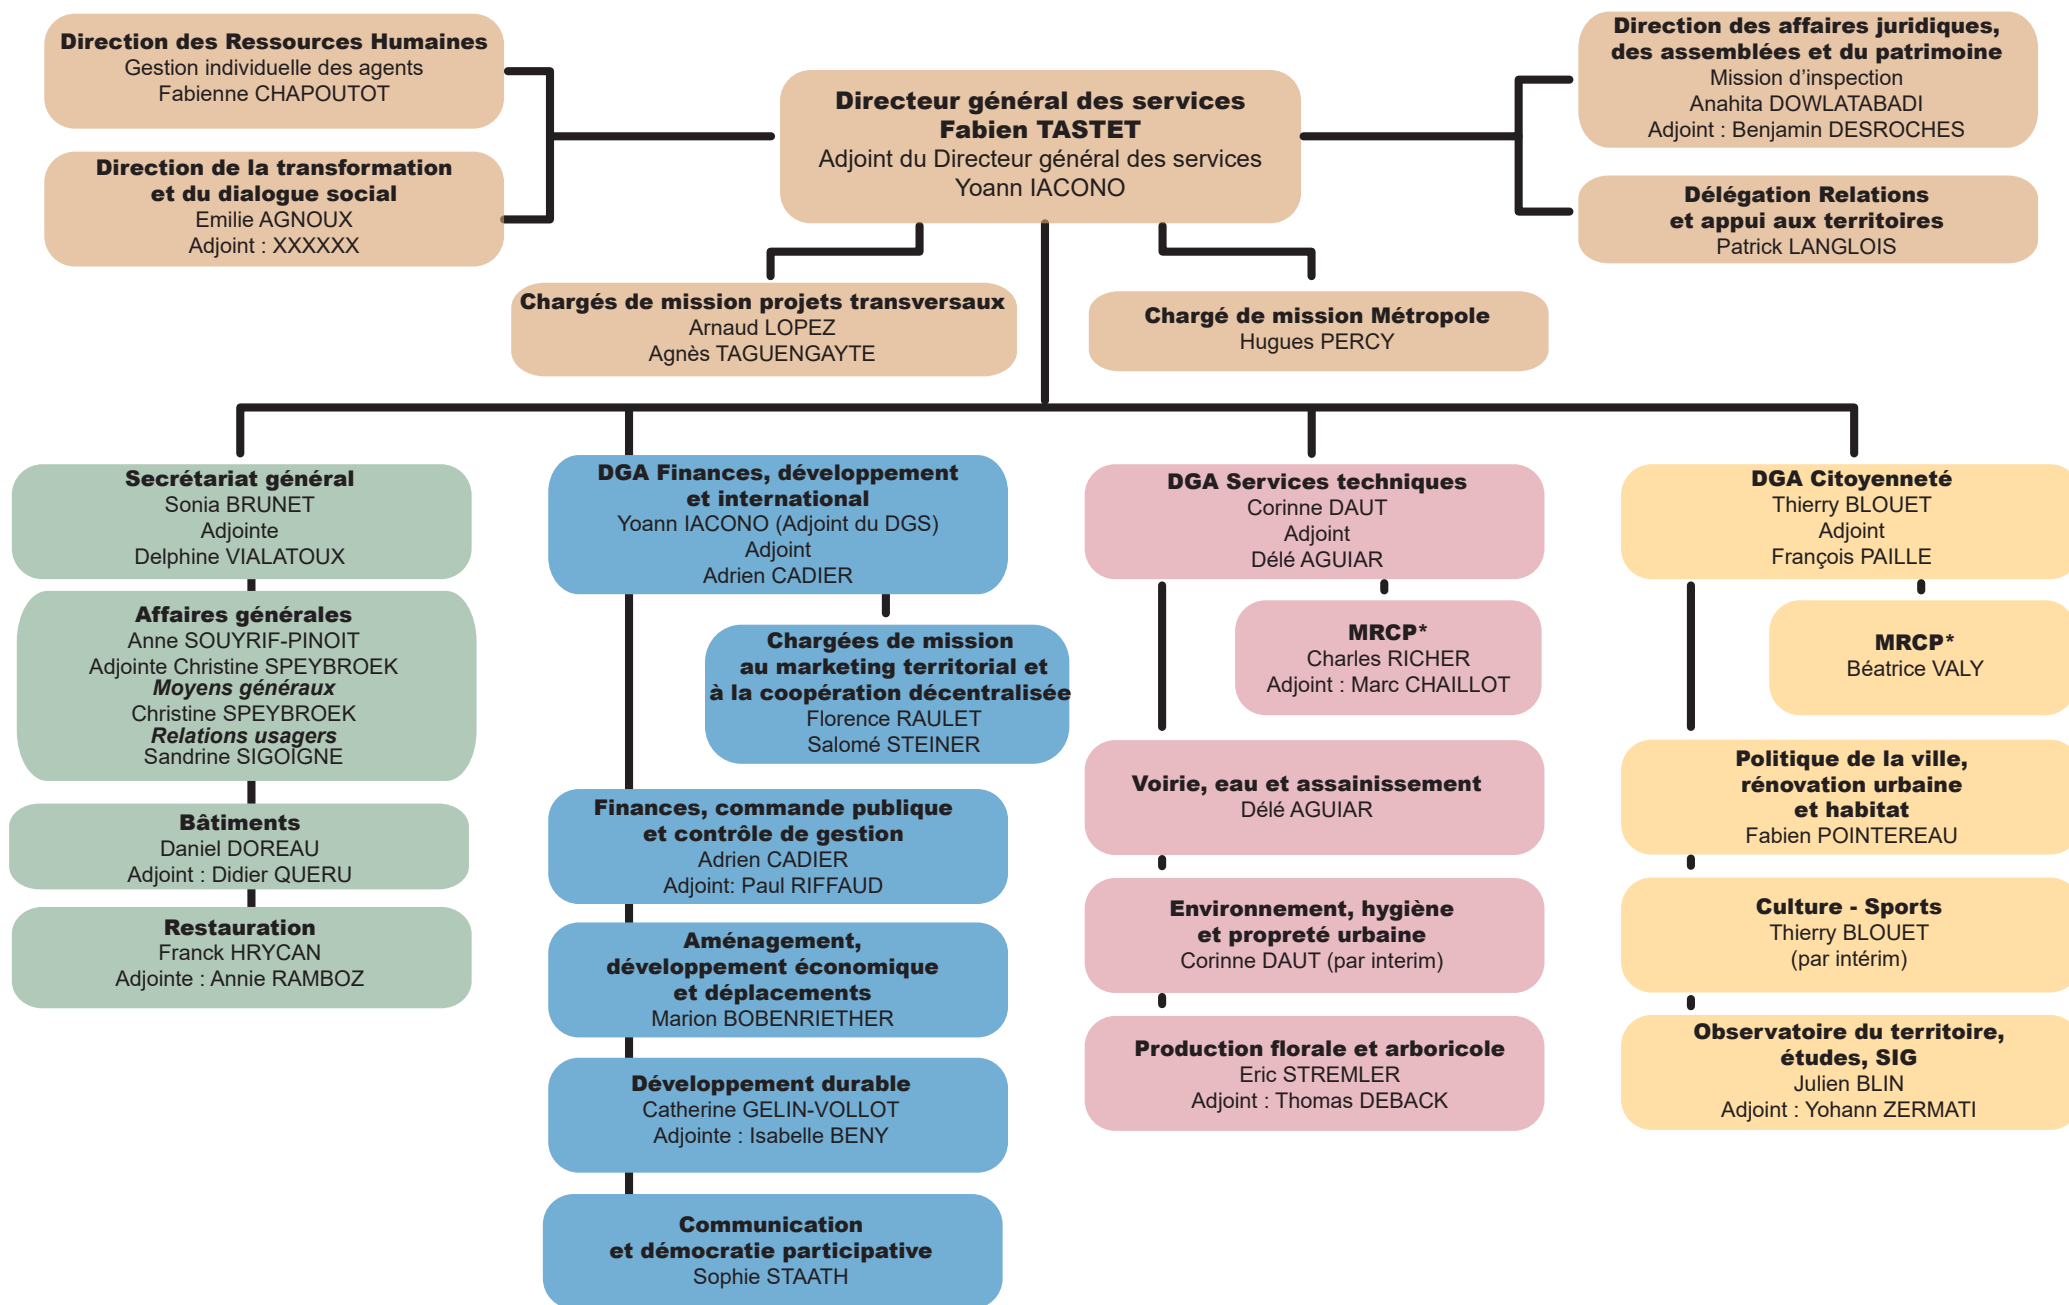 Direction des Ressources Humaines
Gestion individuelle des agents
Fabienne CHAPOUTOT
Direction de la transformation
et du dialogue social
Emilie AGNOUX
Adjoint : XXXXXX
Directeur général des services
Fabien TASTET
Adjoint du Directeur général des services
Yoann IACONO
Direction des affaires juridiques,
des assemblées et du patrimoine
Mission d’inspection
Anahita DOWLATABADI
Adjoint : Benjamin DESROCHES
Délégation Relations
et appui aux territoires
Patrick LANGLOIS
Chargés de mission projets transversaux
Arnaud LOPEZ
Agnès TAGUENGAYTE
Chargé de mission Métropole
Hugues PERCY
Secrétariat général
Sonia BRUNET
Adjointe
Delphine VIALATOUX
Affaires générales
Anne SOUYRIF-PINOIT
Adjointe Christine SPEYBROEK
Moyens généraux
Christine SPEYBROEK
Relations usagers
Sandrine SIGOIGNE
Bâtiments
Daniel DOREAU
Adjoint : Didier QUERU
Restauration
Franck HRYCAN
Adjointe : Annie RAMBOZ
DGA Finances, développement
et international
Yoann IACONO (Adjoint du DGS)
Adjoint
Adrien CADIER
Chargées de mission
au marketing territorial et
à la coopération décentralisée
Florence RAULET
Salomé STEINER
Finances, commande publique
et contrôle de gestion
Adrien CADIER
Adjoint: Paul RIFFAUD
Aménagement,
développement économique
et déplacements
Marion BOBENRIETHER
Développement durable
Catherine GELIN-VOLLOT
Adjointe : Isabelle BENY
Communication
et démocratie participative
Sophie STAATH
DGA Services techniques
Corinne DAUT
Adjoint
Délé AGUIAR
MRCP*
Charles RICHER
Adjoint : Marc CHAILLOT
Voirie, eau et assainissement
Délé AGUIAR
Environnement, hygiène
et propreté urbaine
Corinne DAUT (par interim)
Production florale et arboricole
Eric STREMLER
Adjoint : Thomas DEBACK
DGA Citoyenneté
Thierry BLOUET
Adjoint
François PAILLE
MRCP*
Béatrice VALY
Politique de la ville,
rénovation urbaine
et habitat
Fabien POINTEREAU
Culture - Sports
Thierry BLOUET
(par intérim)
Observatoire du territoire,
études, SIG
Julien BLIN
Adjoint : Yohann ZERMATI